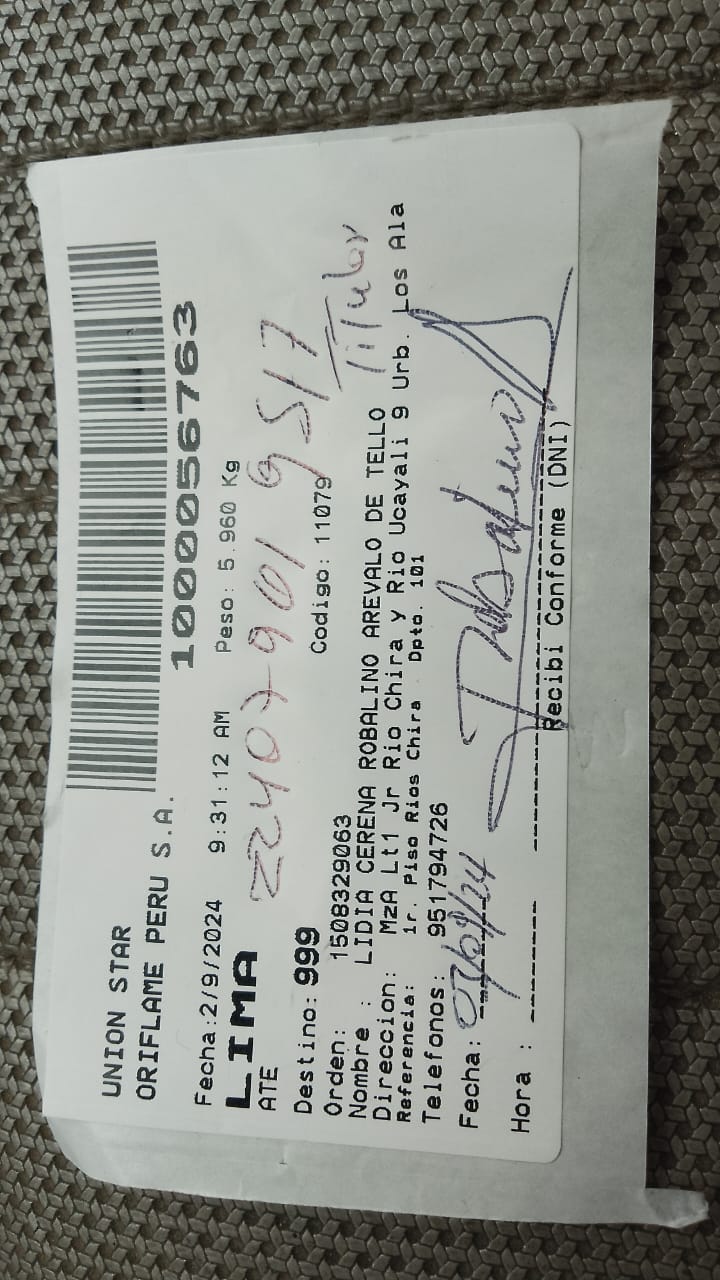 UNION STAR
ORIFLAME PERU S.A.
10000056763
Fecha:2/9/2024 9:31:12 AM Peso: 5.960 Kg
LIMA
ATE
Destino: 999 Codigo: 11079
Titular
Orden: 1508329063
Nombre : LIDIA CERENA ROBALINO AREVALO DE TELLO
Direccion: MzA Lt1 Jr Rio Chira y Rio Ucayali 9 Urb. Los Ala
Referencia: 1r. Piso Rios Chira Dpto. 101
Telefonos: 951794726
Fecha:
Hora :
Recibi Conforme (DNI)